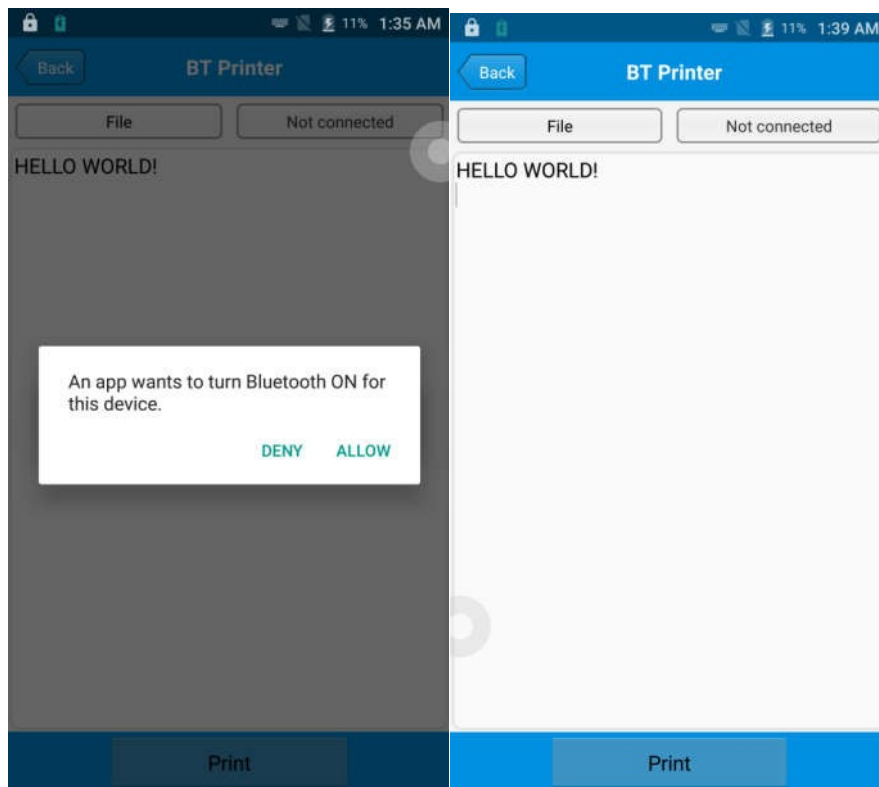 11% 1:35 AM
Back
BT Printer
File
Not connected
HELLO WORLD!
An app wants to turn Bluetooth ON for
this device.
DENY ALLOW
Print
11% 1:39 AM
Back
BT Printer
File
Not connected
HELLO WORLD!
Print